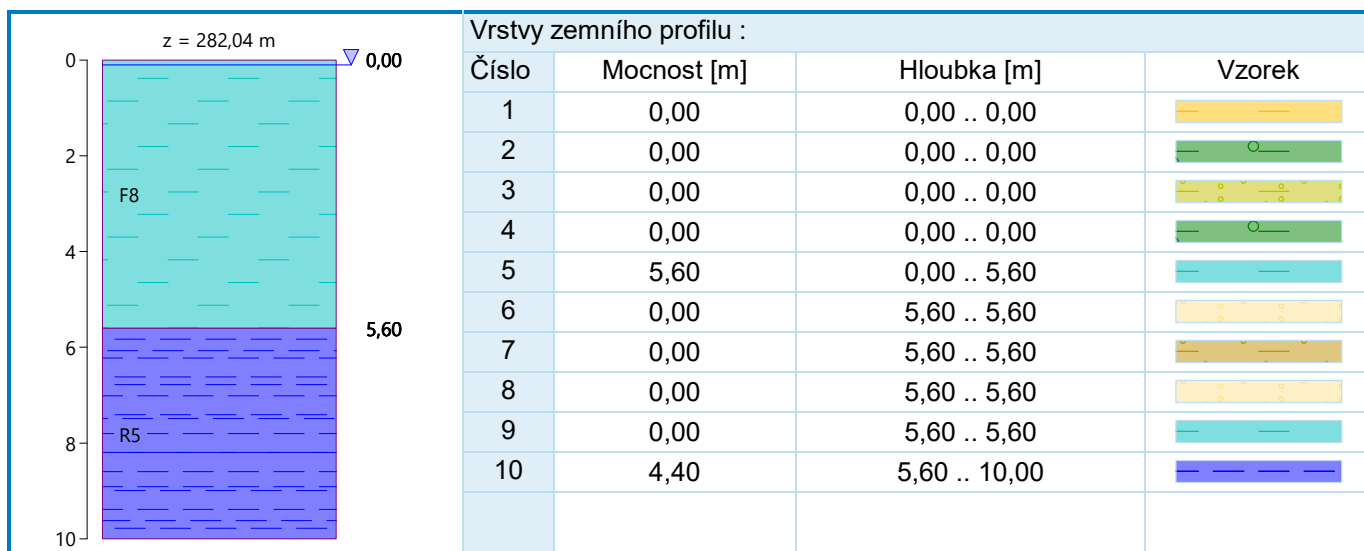 z = 282,04 m
0
0,00
2
F8
4
5,60
6
R5
8
10
Vrstvy zemního profilu :
Číslo Mocnost [m] Hloubka [m] Vzorek
1 0,00 0,00 .. 0,00
2 0,00 0,00 .. 0,00
3 0,00 0,00 .. 0,00
4 0,00 0,00 .. 0,00
5 5,60 0,00 .. 5,60
6 0,00 5,60 .. 5,60
7 0,00 5,60 .. 5,60
8 0,00 5,60 .. 5,60
9 0,00 5,60 .. 5,60
10 4,40 5,60 .. 10,00